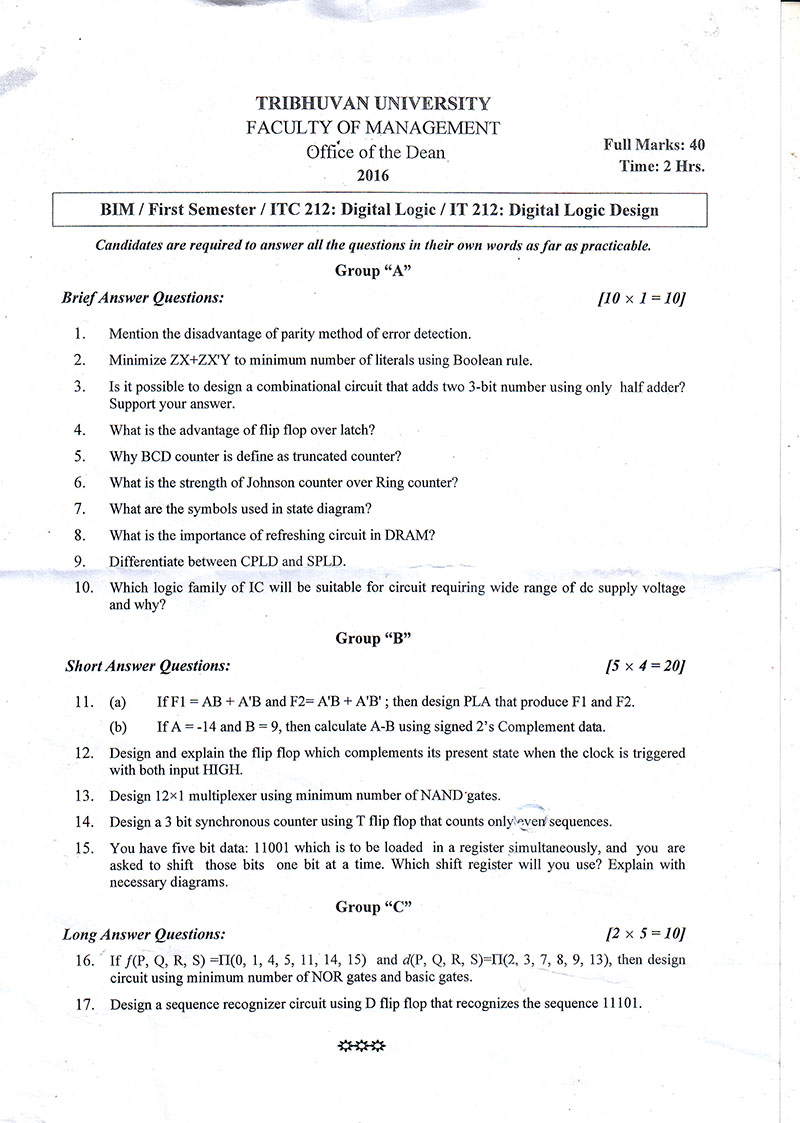 TRIBHUVAN UNIVERSITY
FACULTY OF MANAGEMENT
Office of the Dean
2016
Full Marks: 40
Time: 2 Hrs.
BIM / First Semester / ITC 212: Digital Logic / IT 212: Digital Logic Design
Candidates are required to answer all the questions in their own words as far as practicable.
Group “A”
Brief Answer Questions: [10 × 1 = 10]
1. Mention the disadvantage of parity method of error detection.
2. Minimize ZX+ZX'Y to minimum number of literals using Boolean rule.
3. Is it possible to design a combinational circuit that adds two 3-bit number using only half adder?
Support your answer.
4. What is the advantage of flip flop over latch?
5. Why BCD counter is define as truncated counter?
6. What is the strength of Johnson counter over Ring counter?
7. What are the symbols used in state diagram?
8. What is the importance of refreshing circuit in DRAM?
9. Differentiate between CPLD and SPLD.
10. Which logic family of IC will be suitable for circuit requiring wide range of dc supply voltage
and why?
Group “B”
Short Answer Questions: [5 × 4 = 20]
11. (a) If F1 = AB + A'B and F2= A'B + A'B' ; then design PLA that produce F1 and F2.
(b) If A = -14 and B = 9, then calculate A-B using signed 2’s Complement data.
12. Design and explain the flip flop which complements its present state when the clock is triggered
with both input HIGH.
13. Design 12×1 multiplexer using minimum number of NAND gates.
14. Design a 3 bit synchronous counter using T flip flop that counts only even sequences.
15. You have five bit data: 11001 which is to be loaded in a register simultaneously, and you are
asked to shift those bits one bit at a time. Which shift register will you use? Explain with
necessary diagrams.
Group “C”
Long Answer Questions: [2 × 5 = 10]
16. If f(P, Q, R, S) =Π(0, 1, 4, 5, 11, 14, 15) and d(P, Q, R, S)=Π(2, 3, 7, 8, 9, 13), then design
circuit using minimum number of NOR gates and basic gates.
17. Design a sequence recognizer circuit using D flip flop that recognizes the sequence 11101.